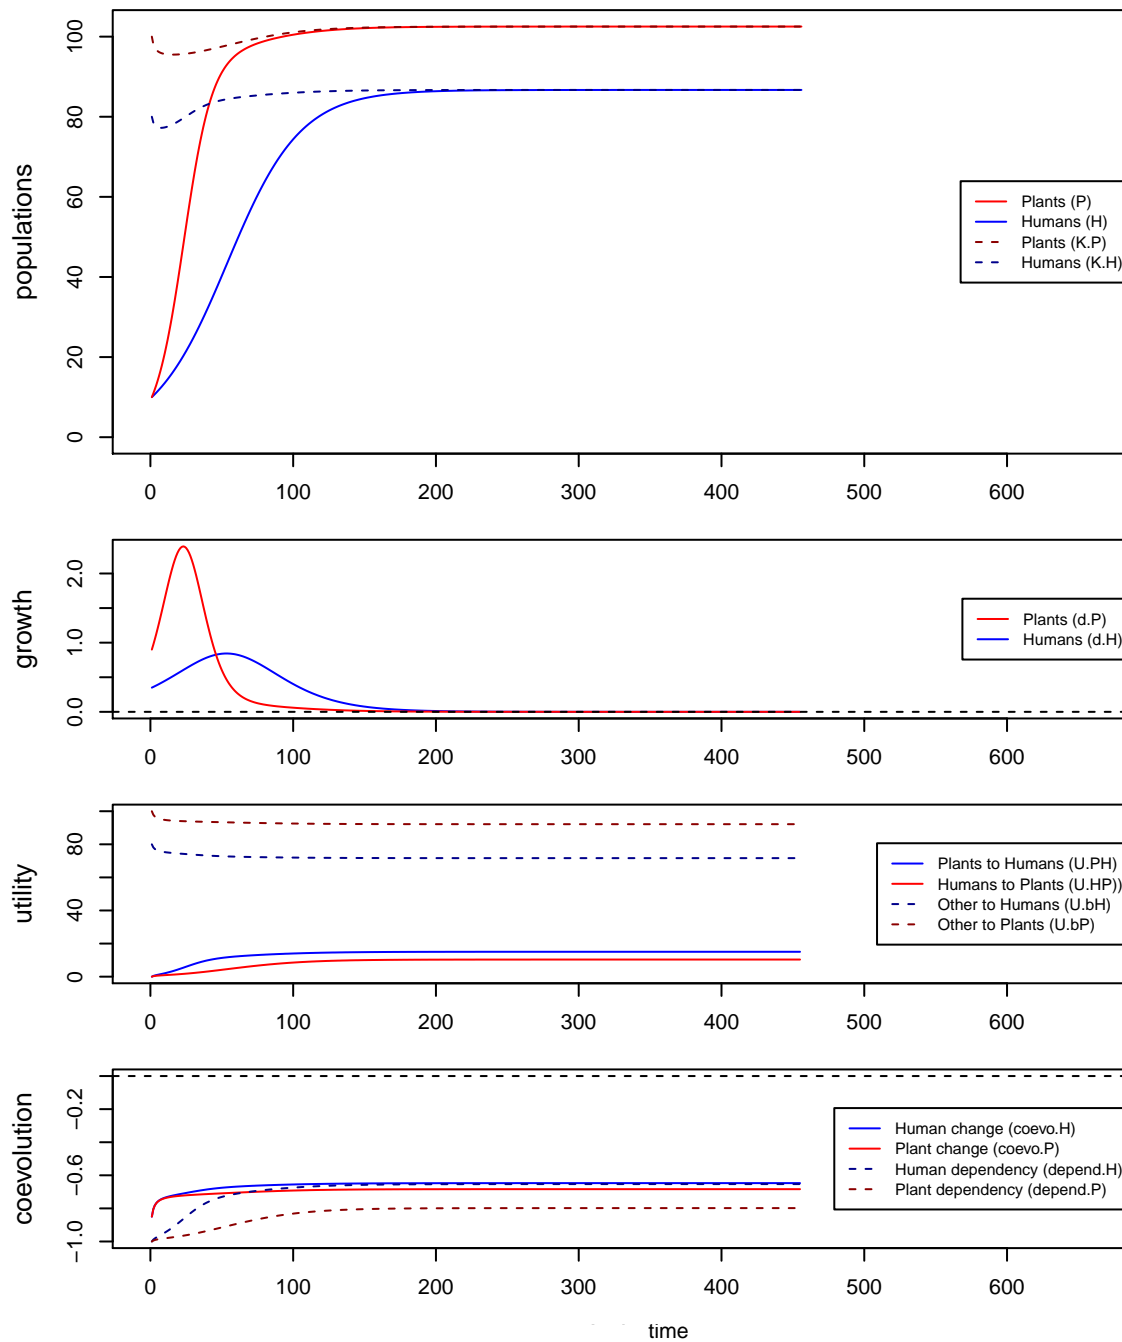 populations
100
80
60
40
20
0
Plants (P)
Humans (H)
Plants (K.P)
Humans (K.H)
0 100 200 300 400 500 600
growth
2.0
1.0
0.0
Plants (d.P)
Humans (d.H)
0 100 200 300 400 500 600
utility
80
40
0
Plants to Humans (U.PH)
Humans to Plants (U.HP))
Other to Humans (U.bH)
Other to Plants (U.bP)
0 100 200 300 400 500 600
coevolution
−0.2
−0.6
−1.0
Human change (coevo.H)
Plant change (coevo.P)
Human dependency (depend.H)
Plant dependency (depend.P)
0 100 200 300 400 500 600
time